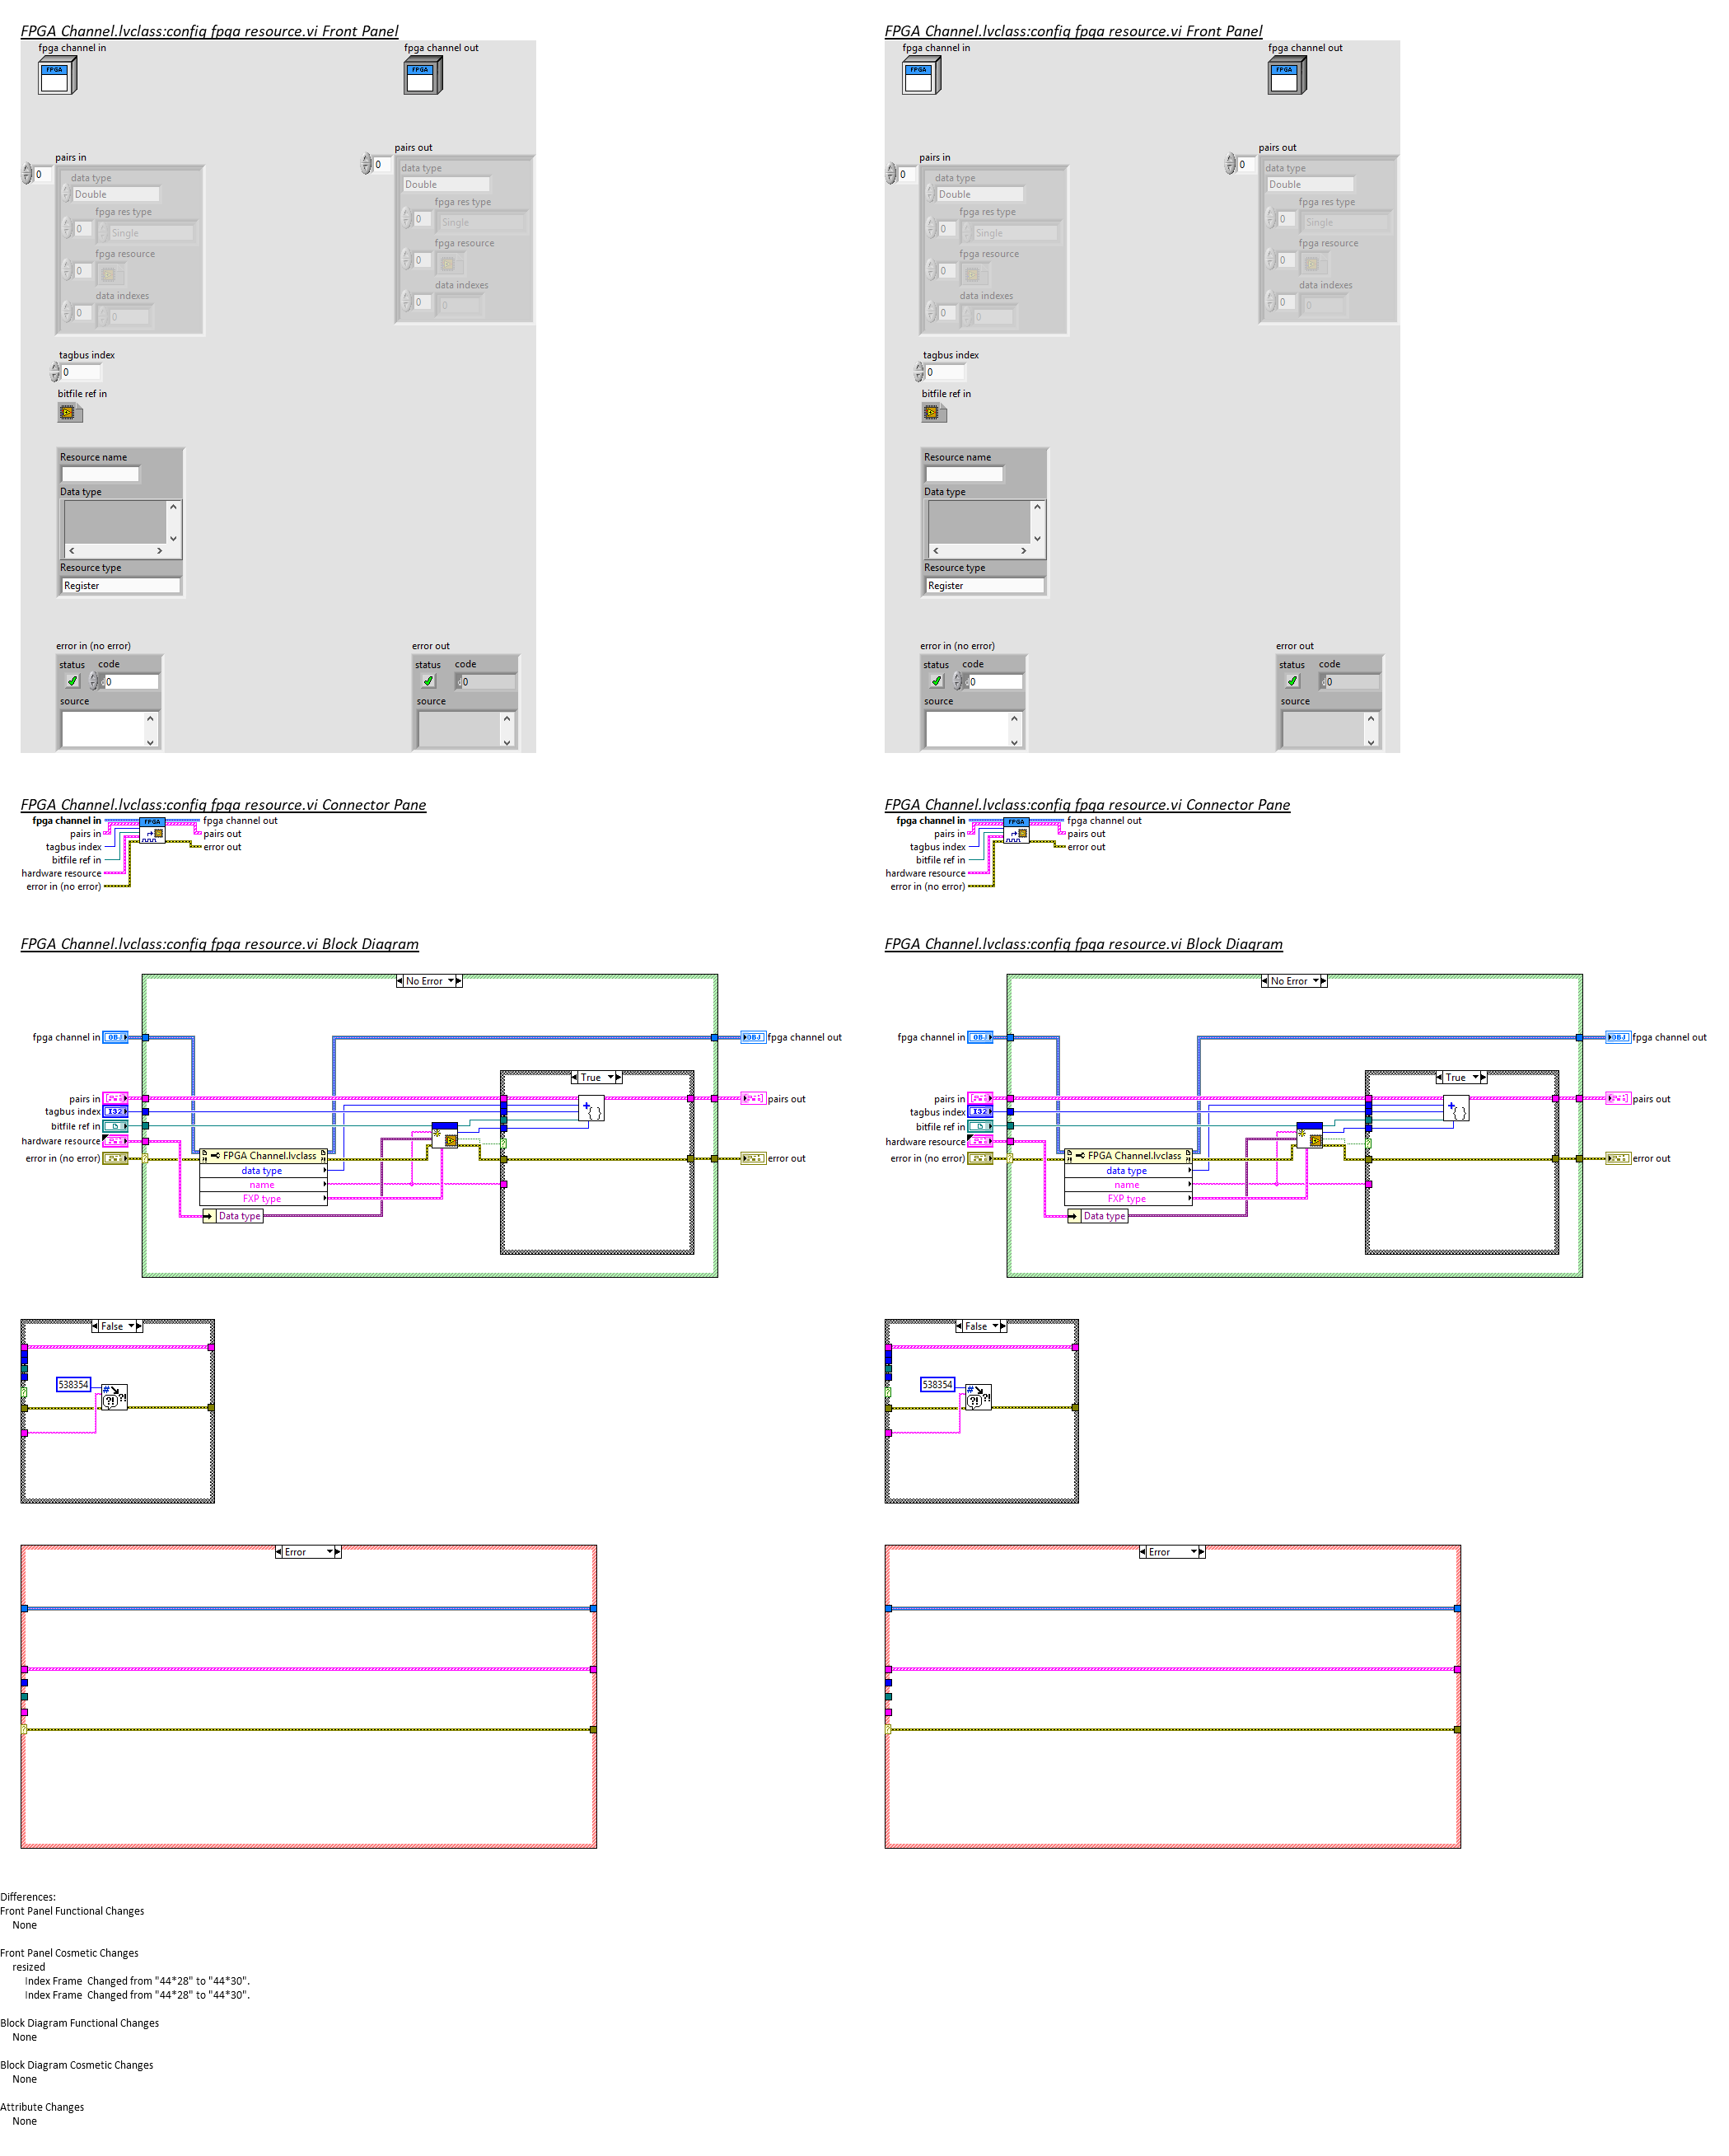 FPGA Channel.lvclass:config fpga resource.vi Front Panel
fpga channel in
fpga channel out
FPGA
FPGA
pairs in
pairs out
0
0
data type
Double
fpga res type
0
Single
fpga resource
0
data indexes
0
0
data type
Double
fpga res type
0
Single
fpga resource
0
data indexes
0
0
tagbus index
0
bitfile ref in
Resource name
Data type
Resource type
Register
error in (no error)
status
code
0
source
error out
status
code
0
source
FPGA Channel.lvclass:config fpga resource.vi Connector Pane
fpga channel in
pairs in
tagbus index
bitfile ref in
hardware resource
error in (no error)
FPGA
fpga channel out
pairs out
error out
FPGA Channel.lvclass:config fpga resource.vi Block Diagram
No Error
fpga channel in
OBJ
OBJ
fpga channel out
True
pairs in
pairs out
tagbus index
I32
bitfile ref in
hardware resource
error in (no error)
error out
FPGA Channel.lvclass
data type
name
FXP type
Data type
False
538354
Error
FPGA Channel.lvclass:config fpga resource.vi Front Panel
fpga channel in
fpga channel out
FPGA
FPGA
pairs in
pairs out
0
0
data type
Double
fpga res type
0
Single
fpga resource
0
data indexes
0
0
data type
Double
fpga res type
0
Single
fpga resource
0
data indexes
0
0
tagbus index
0
bitfile ref in
Resource name
Data type
Resource type
Register
error in (no error)
status
code
0
source
error out
status
code
0
source
FPGA Channel.lvclass:config fpga resource.vi Connector Pane
fpga channel in
pairs in
tagbus index
bitfile ref in
hardware resource
error in (no error)
FPGA
fpga channel out
pairs out
error out
FPGA Channel.lvclass:config fpga resource.vi Block Diagram
No Error
fpga channel in
OBJ
OBJ
fpga channel out
True
pairs in
pairs out
tagbus index
I32
bitfile ref in
hardware resource
error in (no error)
error out
FPGA Channel.lvclass
data type
name
FXP type
Data type
False
538354
Error
Differences:
Front Panel Functional Changes
None
Front Panel Cosmetic Changes
resized
Index Frame  Changed from "44*28" to "44*30".
Index Frame  Changed from "44*28" to "44*30".
Block Diagram Functional Changes
None
Block Diagram Cosmetic Changes
None
Attribute Changes
None